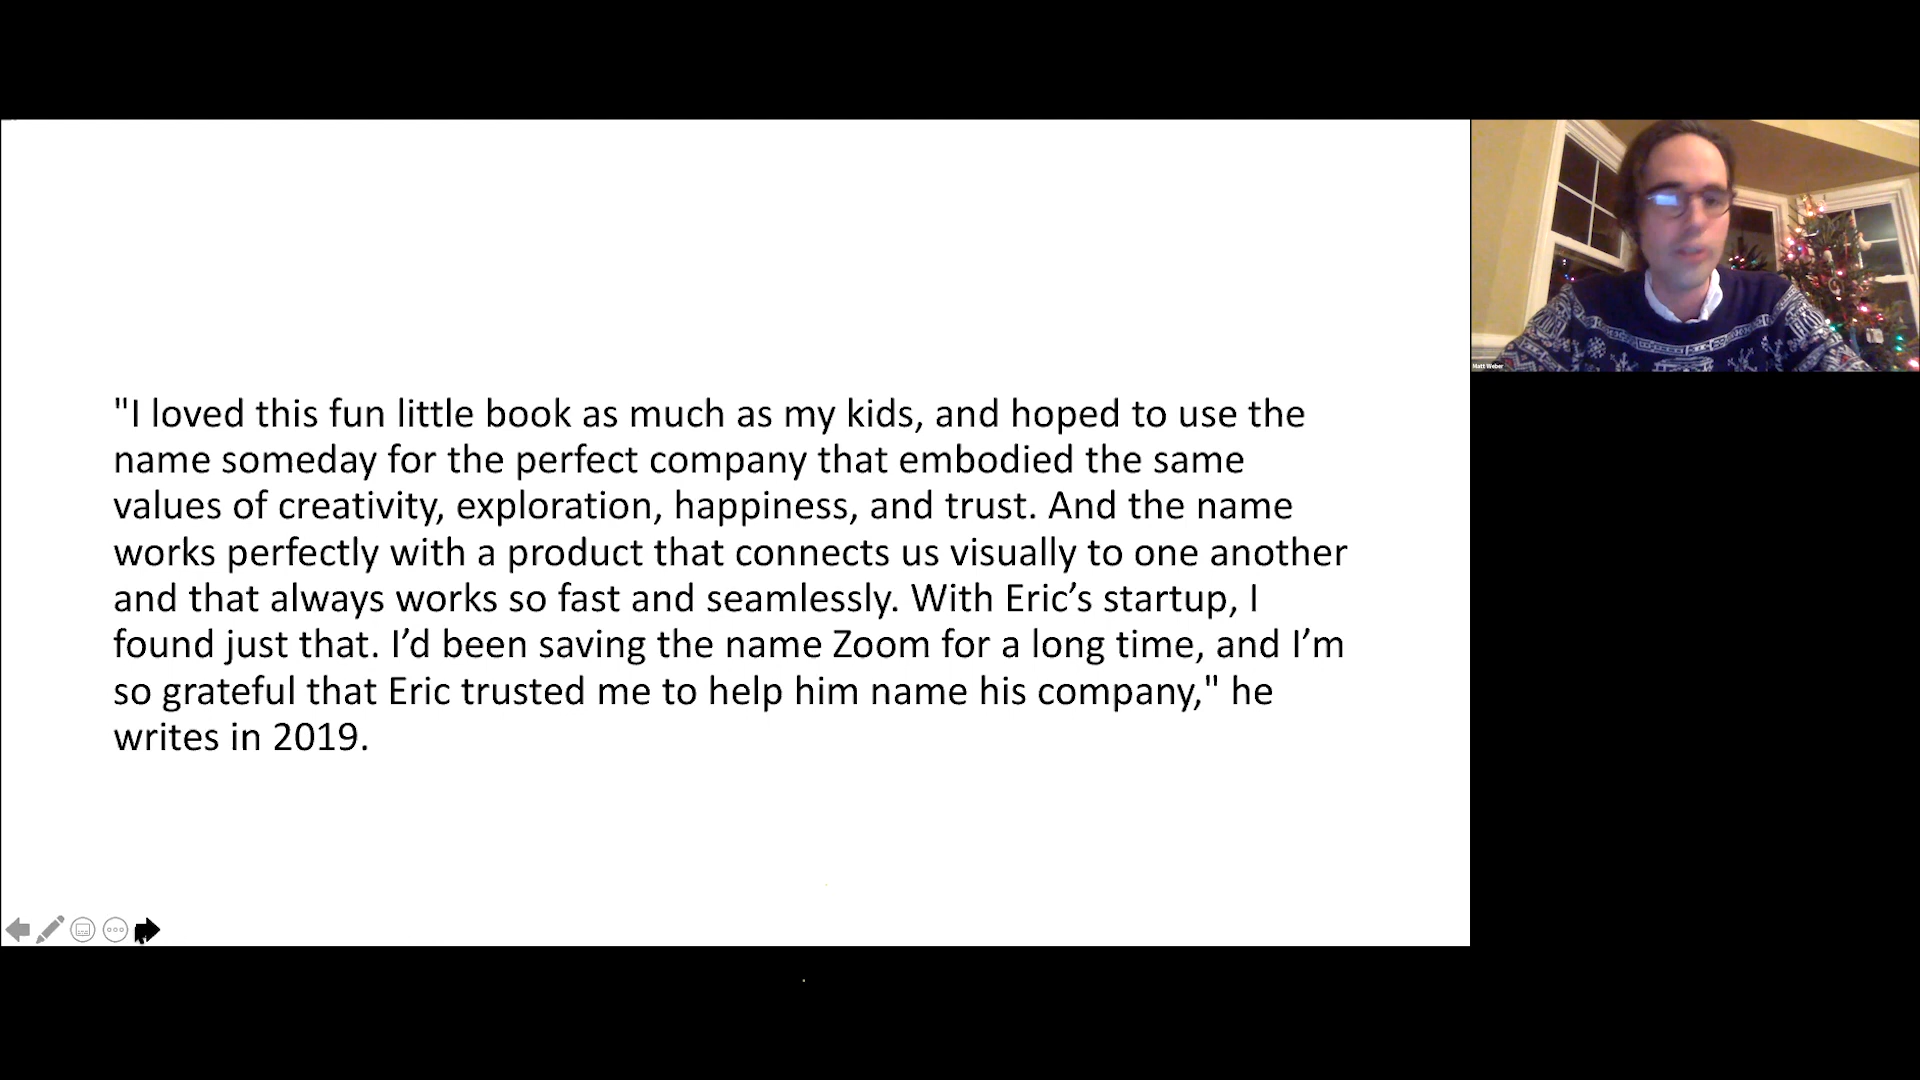 "I loved this fun little book as much as my kids, and hoped to use the
name someday for the perfect company that embodied the same
values of creativity, exploration, happiness, and trust. And the name
works perfectly with a product that connects us visually to one another
and that always works so fast and seamlessly. With Eric’s startup, I
found just that. I’d been saving the name Zoom for a long time, and I’m
so grateful that Eric trusted me to help him name his company," he
writes in 2019.
Matt Weber